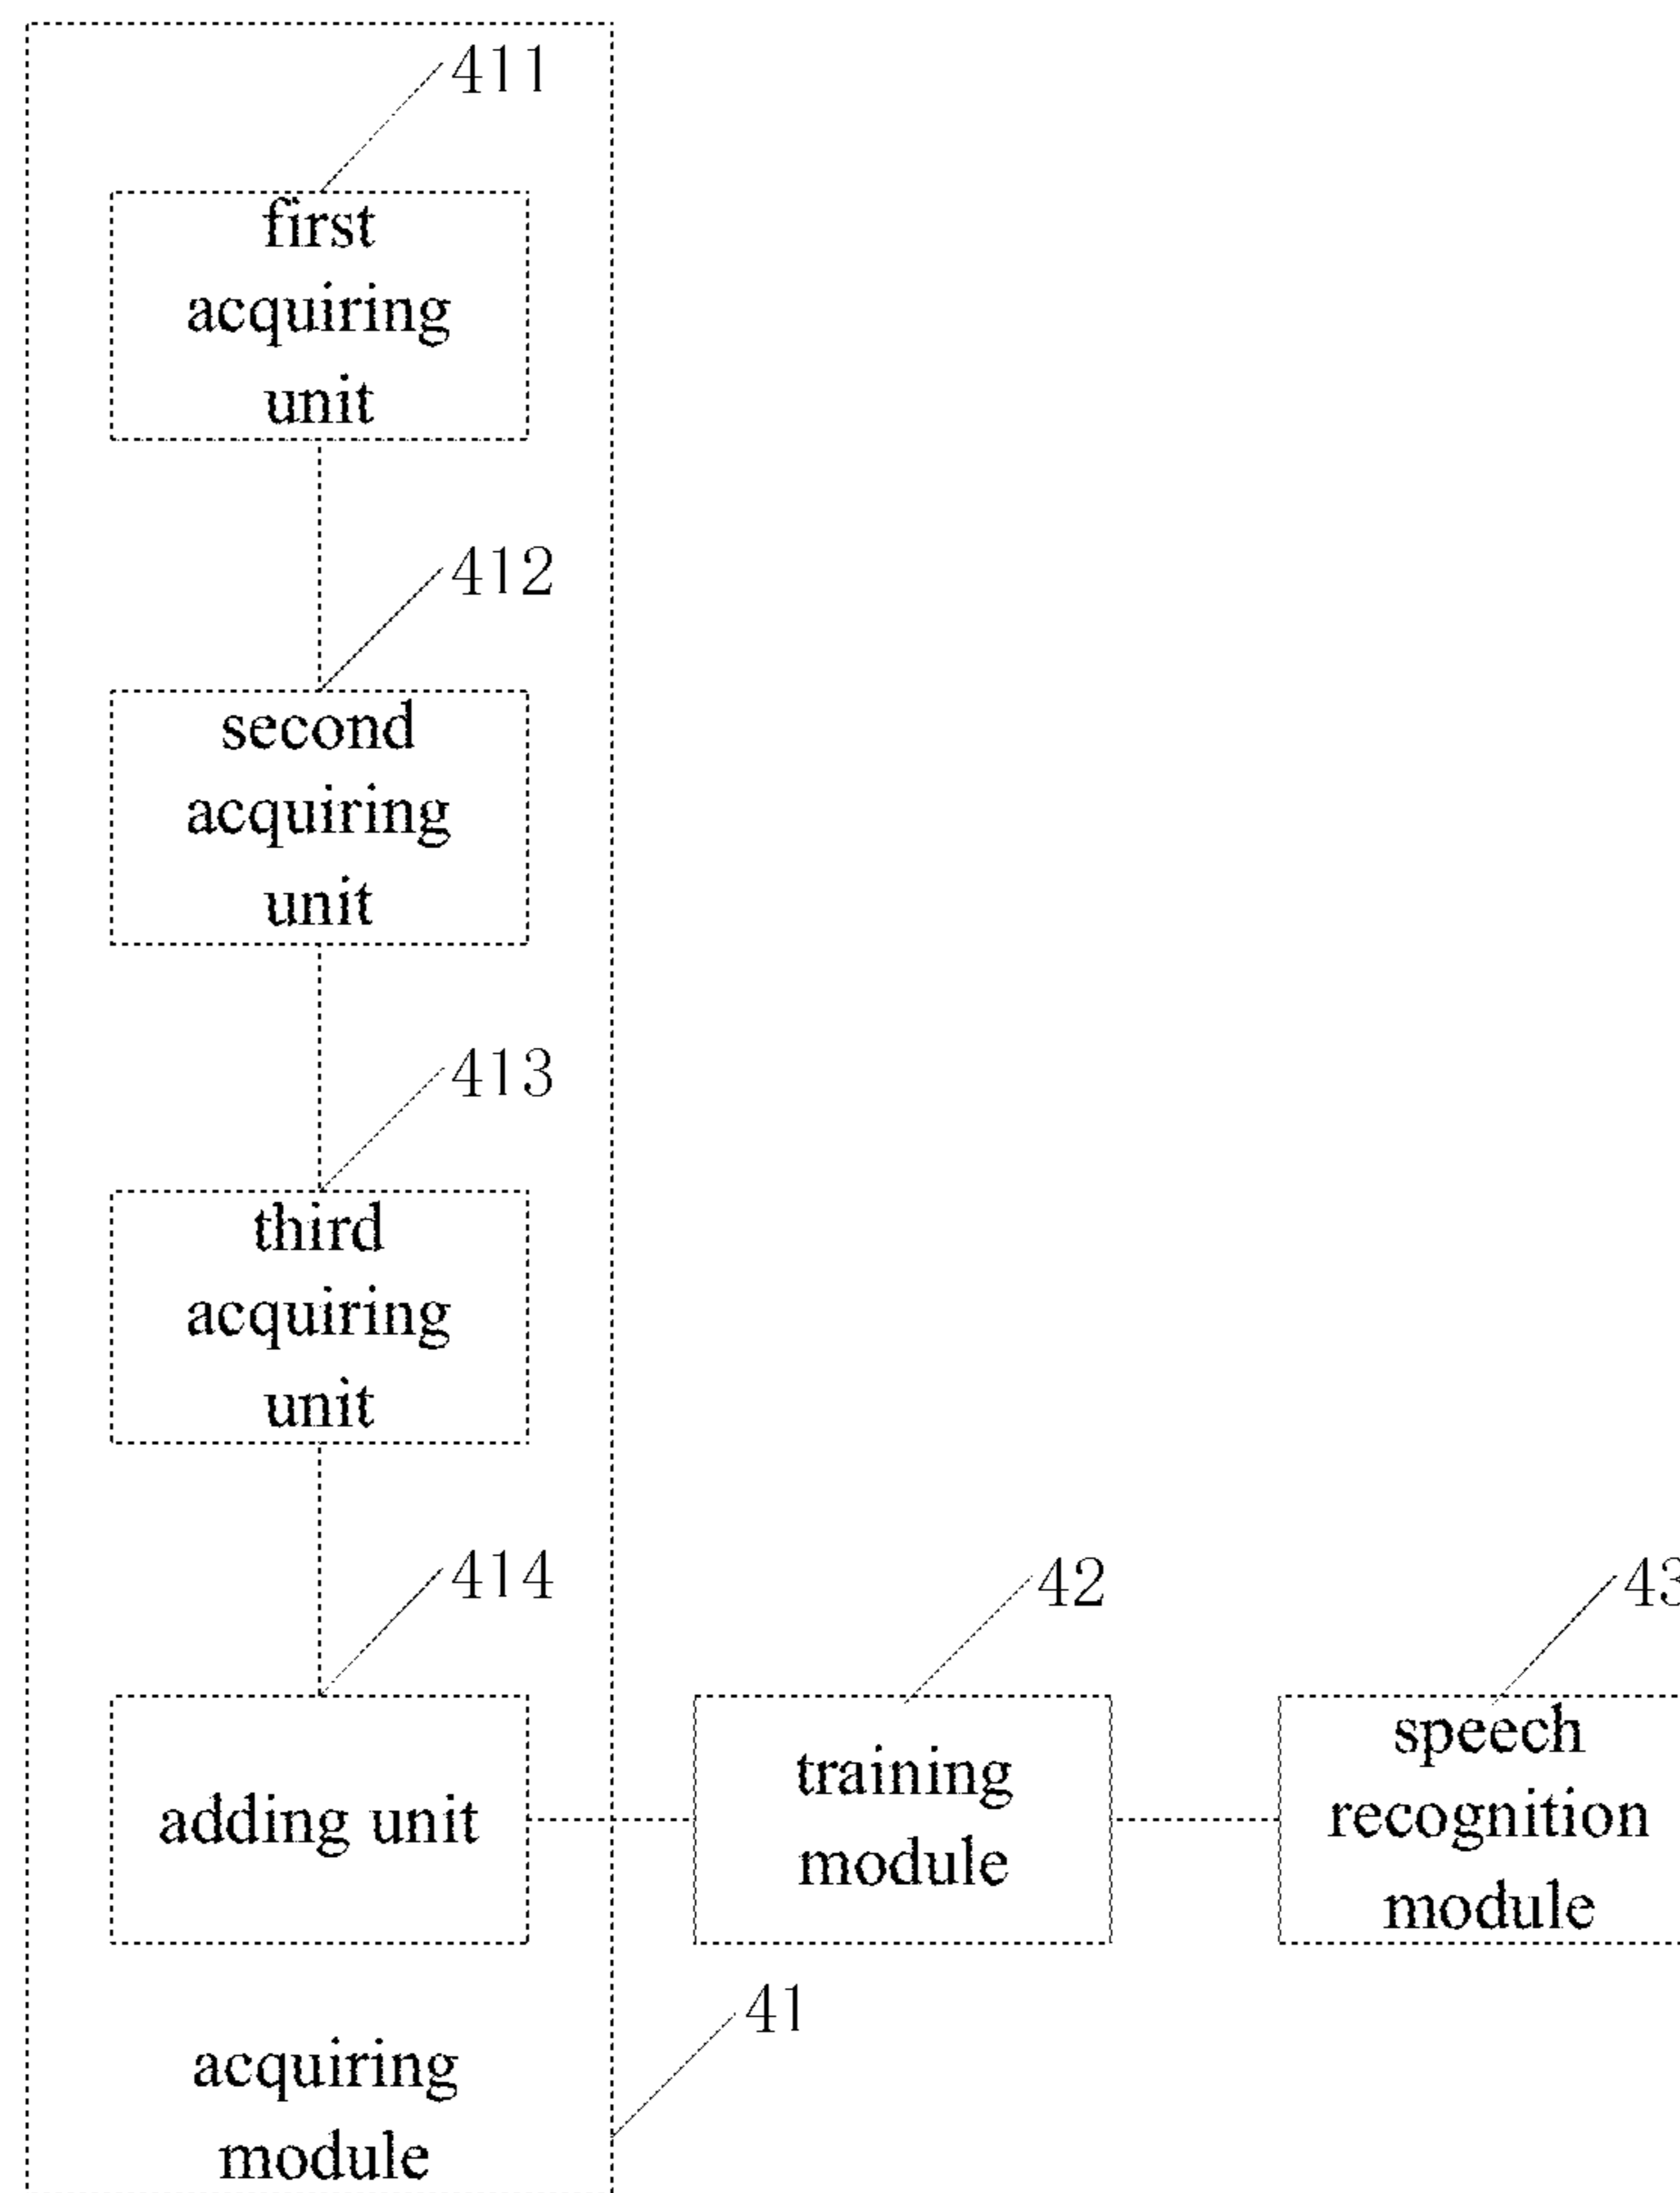 411
first
acquiring
unit
412
second
acquiring
unit
413
third
acquiring
unit
414
adding unit
42
training
module
43
speech
recognition
module
acquiring
module
41